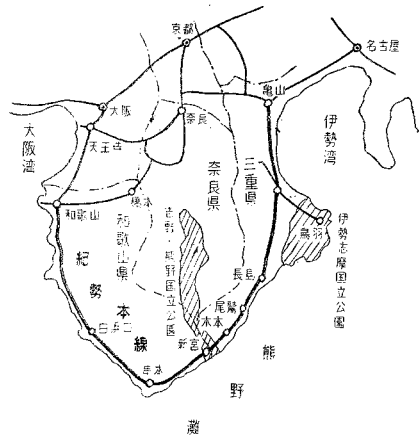 京都
名古屋
亀山
大阪
奈良
天王寺
大阪湾
伊勢湾
奈良県
三重県
橋本
和歌山
和歌山県
鳥羽
伊勢志摩国立公園
吉野・熊野国立公園
紀勢本線
長島
尾鷲
木本
新宮
白浜口
串本
熊野灘